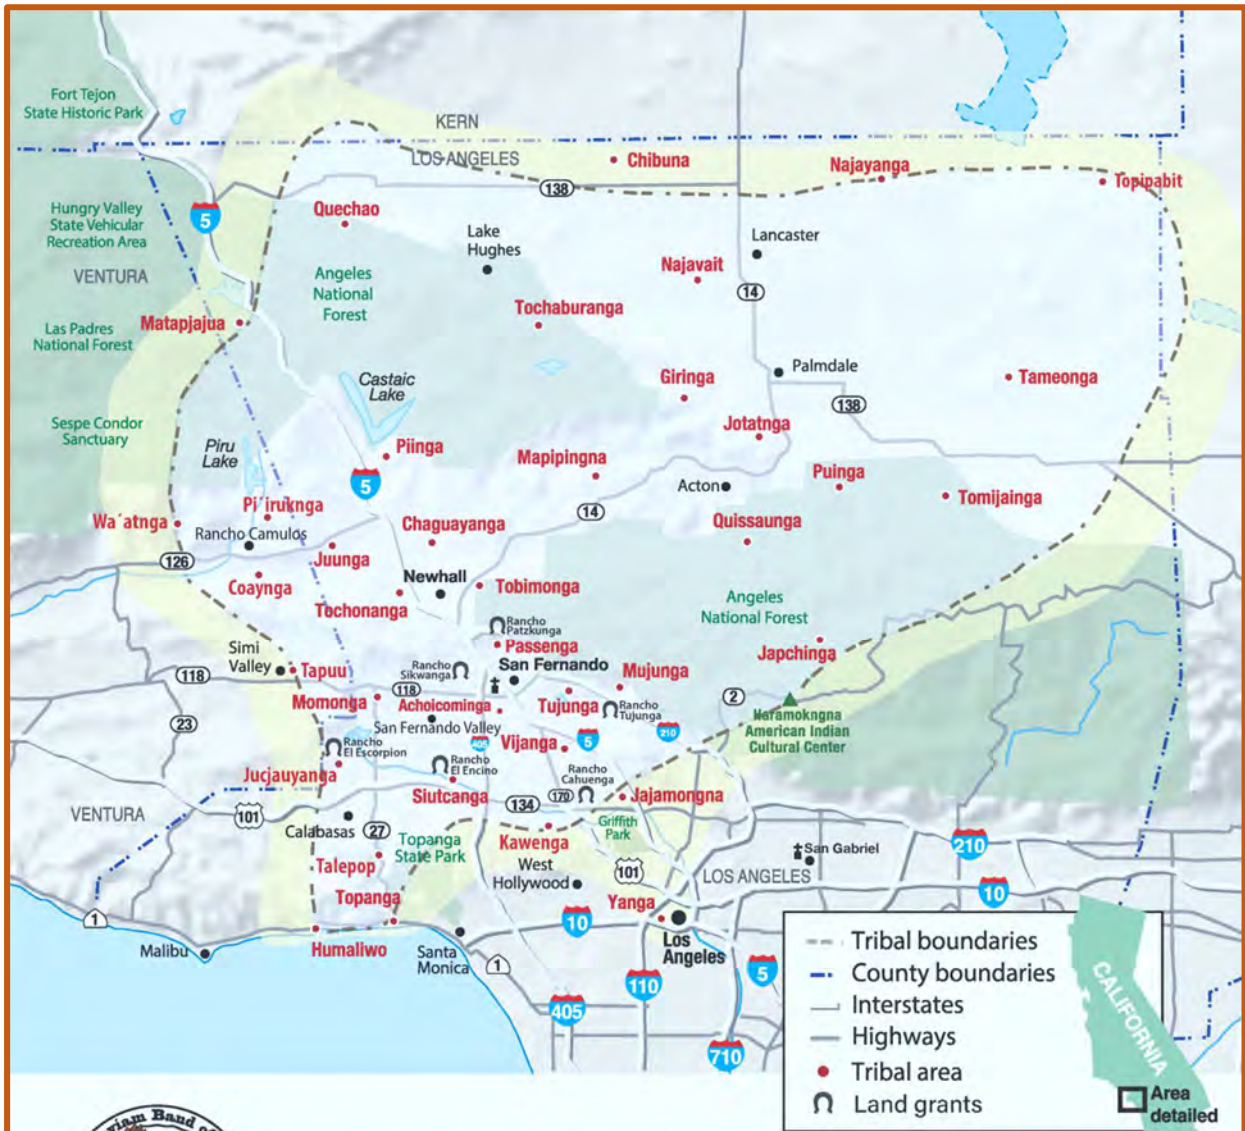 Fort Tejon
State Historic Park
KERN
LOS ANGELES
Chibuna
Najayanga
Topipabit
138
Hungry Valley
State Vehicular
Recreation Area
5
Quechao
Lake
Hughes
Lancaster
VENTURA
Angeles
National
Forest
Najavait
14
Tochaburanga
Matapjajua
Las Padres
National Forest
Castaic
Lake
Giringa
Palmdale
Tameonga
138
Sespe Condor
Sanctuary
Piru
Lake
Piinga
Jotatnga
Mapipingna
Acton
Puinga
5
Tomijainga
Pi´iruknga
14
Wa´atnga
Rancho Camulos
Chaguayanga
Quissaunga
126
Juunga
Coaynga
Newhall
Tobimonga
Tochonanga
Angeles
National Forest
Rancho
Patzkunga
Passenga
Japchinga
Simi
Valley
Rancho
Sikwanga
San Fernando
Mujunga
118
Tapuu
118
Momonga
Achoicominga
Tujunga
Rancho
Tujunga
2
Haramokngna
American Indian
Cultural Center
23
San Fernando Valley
405
5
210
Rancho
El Escorpion
Vijanga
Rancho
El Encino
Rancho
Cahuenga
Jucjauyanga
Siutcanga
134
170
Jajamongna
VENTURA
101
Calabasas
27
Topanga
State Park
Kawenga
Griffith
Park
210
San Gabriel
Talepop
West
Hollywood
101
LOS ANGELES
10
Topanga
Yanga
1
10
Los
Angeles
Humaliwo
Malibu
Santa
Monica
1
5
110
405
710
Tribal boundaries
County boundaries
Interstates
Highways
Tribal area
Land grants
CALIFORNIA
Area
detailed
Band of